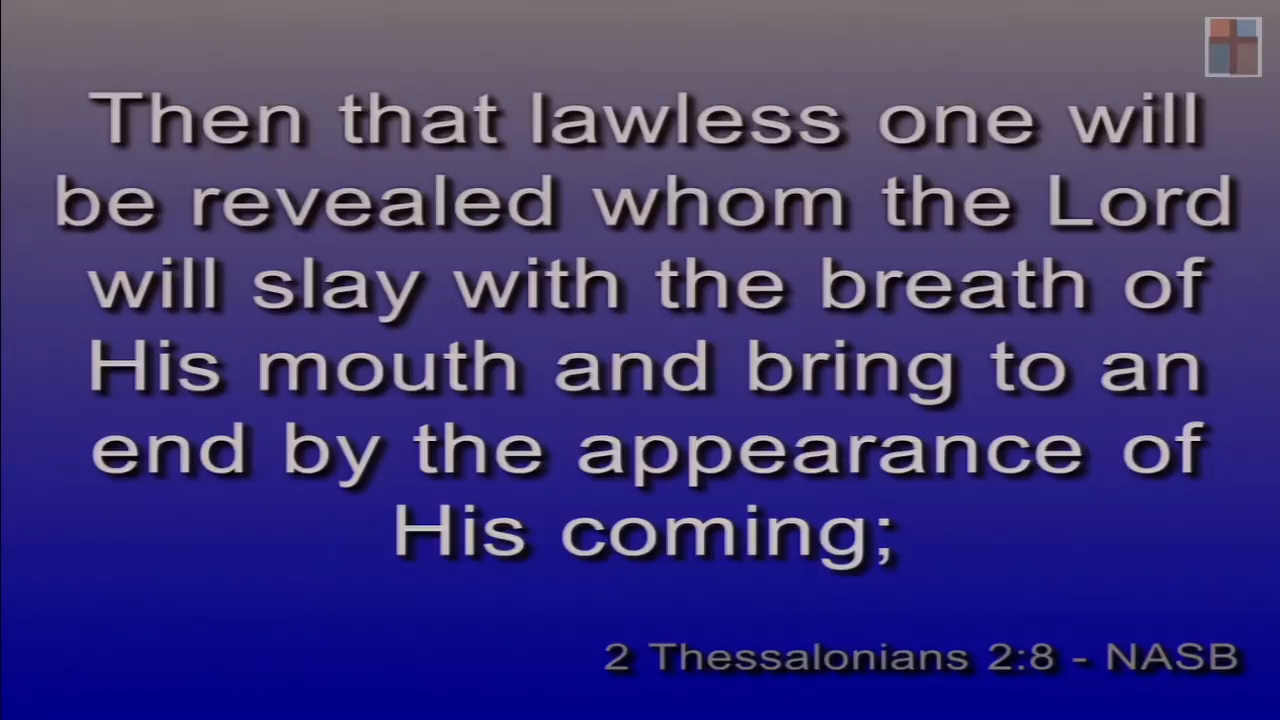 Then that lawless one will
be revealed whom the Lord
will slay with the breath of
His mouth and bring to an
end by the appearance of
His coming;
2 Thessalonians 2:8 - NASB